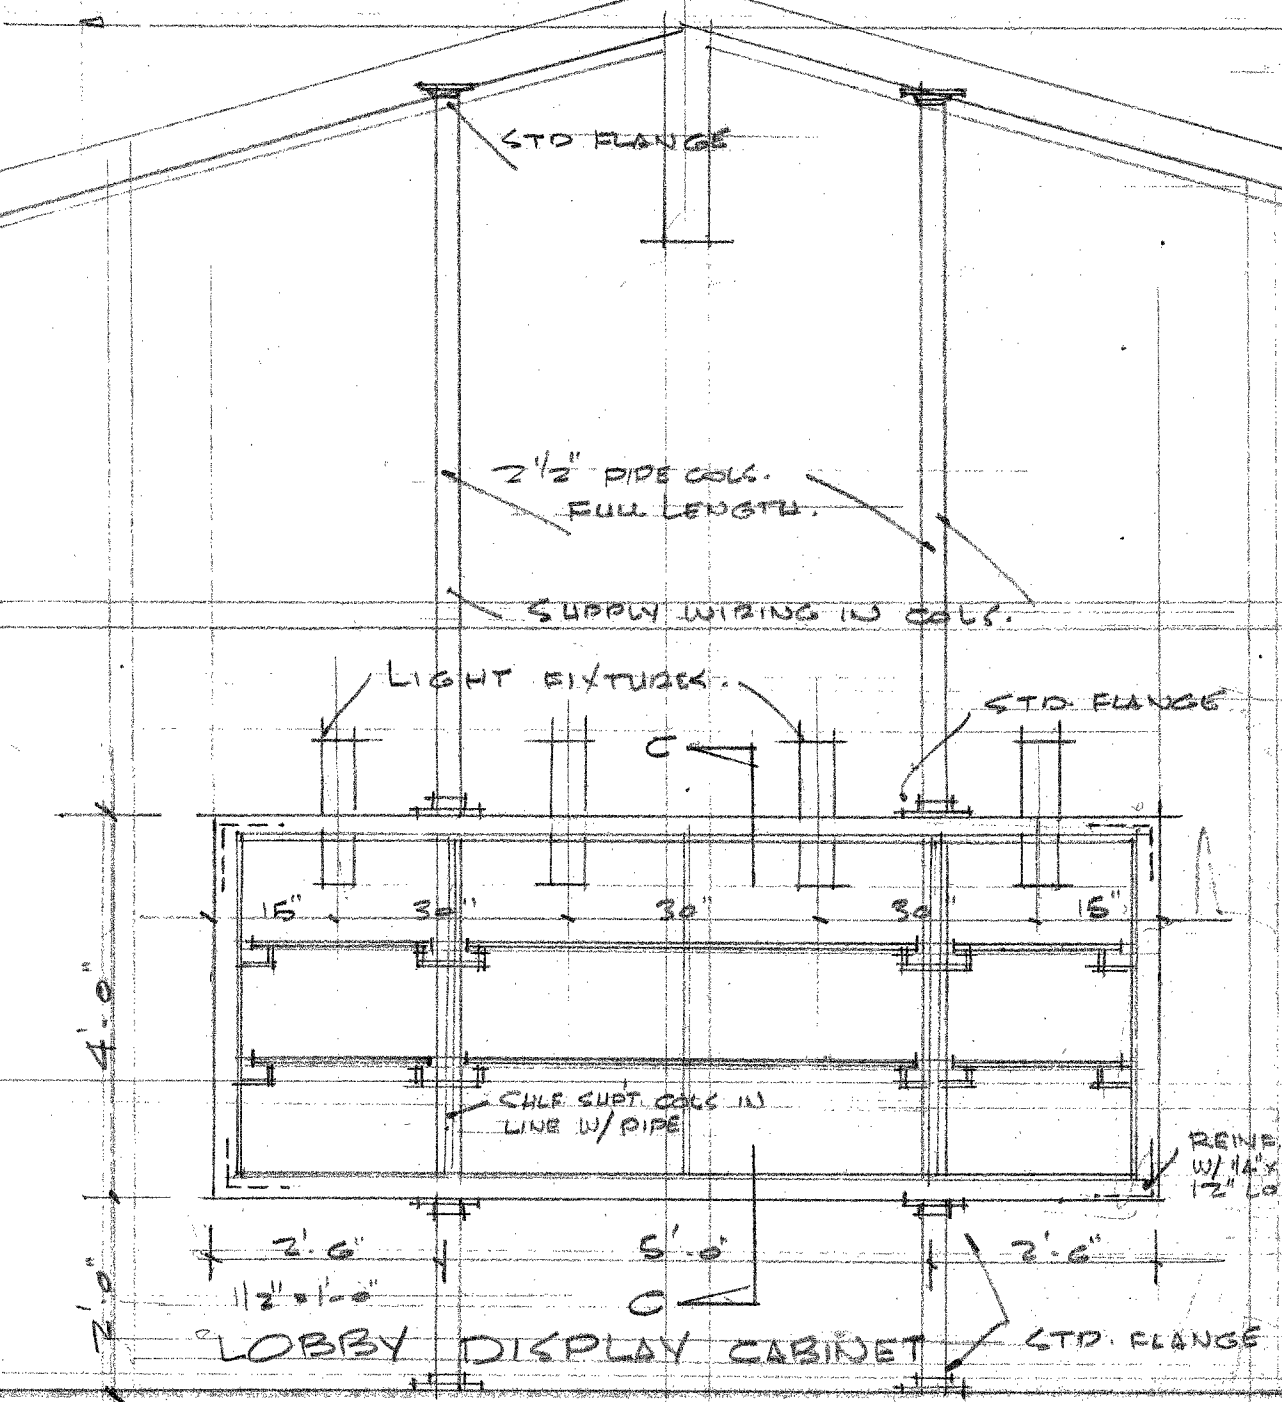 STD FLANGE
2 1/2" PIPE COLS.
FULL LENGTH.
SUPPLY WIRING IN COLS.
LIGHT FIXTURES.
STD. FLANGE
C
15" 30" 30" 30" 15"
4'-0"
SHLF SUPT. COLS IN
LINE W/ PIPE
REINF.
W/ 1/4" X
12" LO
2'-6" 5'-0" 2'-6"
2'-0"
1/2" = 1'-0"
C
LOBBY DISPLAY CABINET
STD. FLANGE